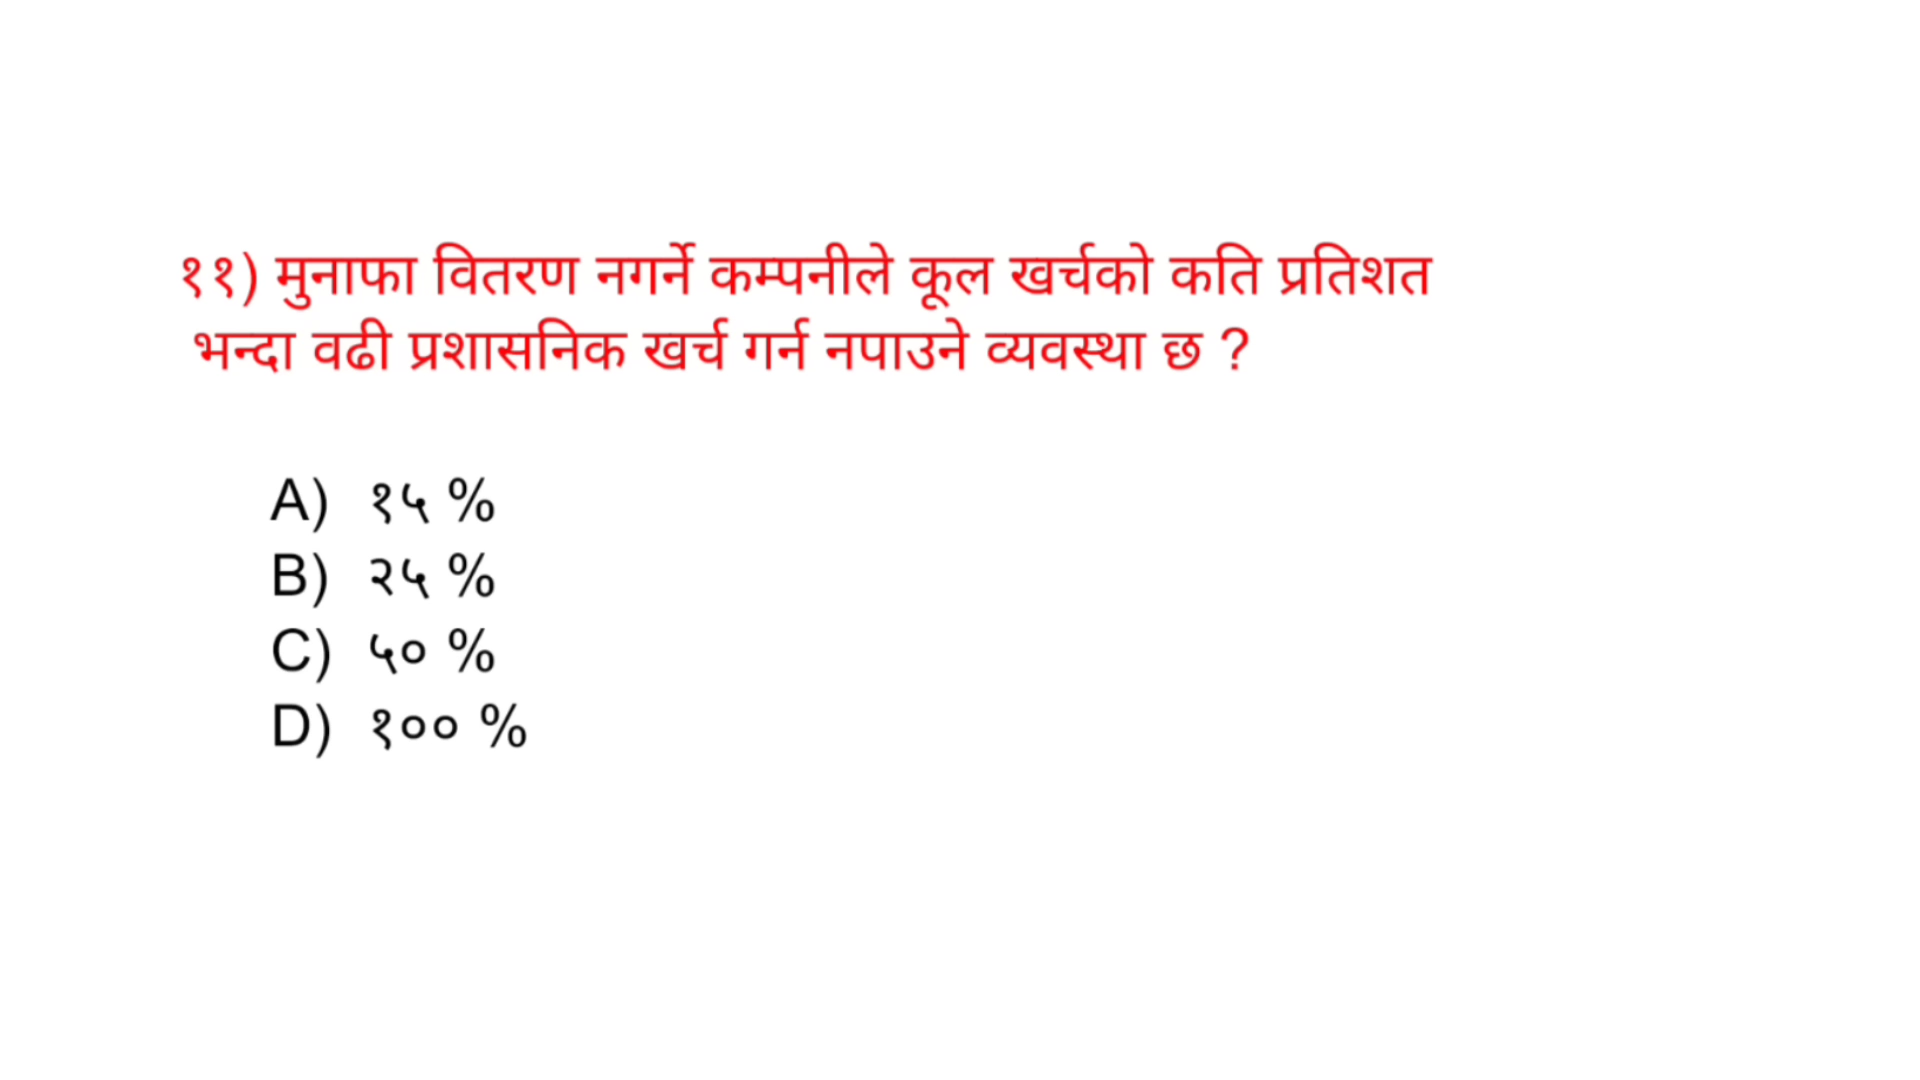 ११) मुनाफा वितरण नगर्ने कम्पनीले कूल खर्चको कति प्रतिशत
भन्दा वढी प्रशासनिक खर्च गर्न नपाउने व्यवस्था छ ?
A) १५ %
B) २५ %
C) ५० %
D) १०० %